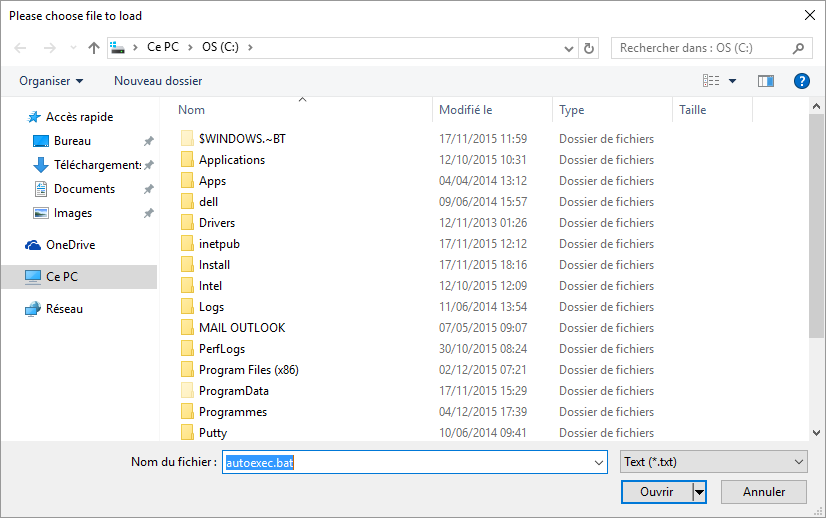 Please choose file to load
Ce PC OS (C:) Rechercher dans : OS (C:)
Organiser Nouveau dossier
Nom Modifié le Type Taille
Accès rapide
Bureau
Téléchargements
Documents
Images
OneDrive
Ce PC
Réseau
$WINDOWS.~BT 17/11/2015 11:59 Dossier de fichiers
Applications 12/10/2015 10:31 Dossier de fichiers
Apps 04/04/2014 13:12 Dossier de fichiers
dell 09/06/2014 15:57 Dossier de fichiers
Drivers 12/11/2013 01:26 Dossier de fichiers
inetpub 17/11/2015 12:12 Dossier de fichiers
Install 17/11/2015 18:16 Dossier de fichiers
Intel 12/10/2015 12:09 Dossier de fichiers
Logs 11/06/2014 13:54 Dossier de fichiers
MAIL OUTLOOK 07/05/2015 09:07 Dossier de fichiers
PerfLogs 30/10/2015 08:24 Dossier de fichiers
Program Files (x86) 02/12/2015 07:21 Dossier de fichiers
ProgramData 17/11/2015 15:29 Dossier de fichiers
Programmes 04/12/2015 17:39 Dossier de fichiers
Putty 10/06/2014 09:41 Dossier de fichiers
Nom du fichier : autoexec.bat Text (*.txt)
Ouvrir Annuler